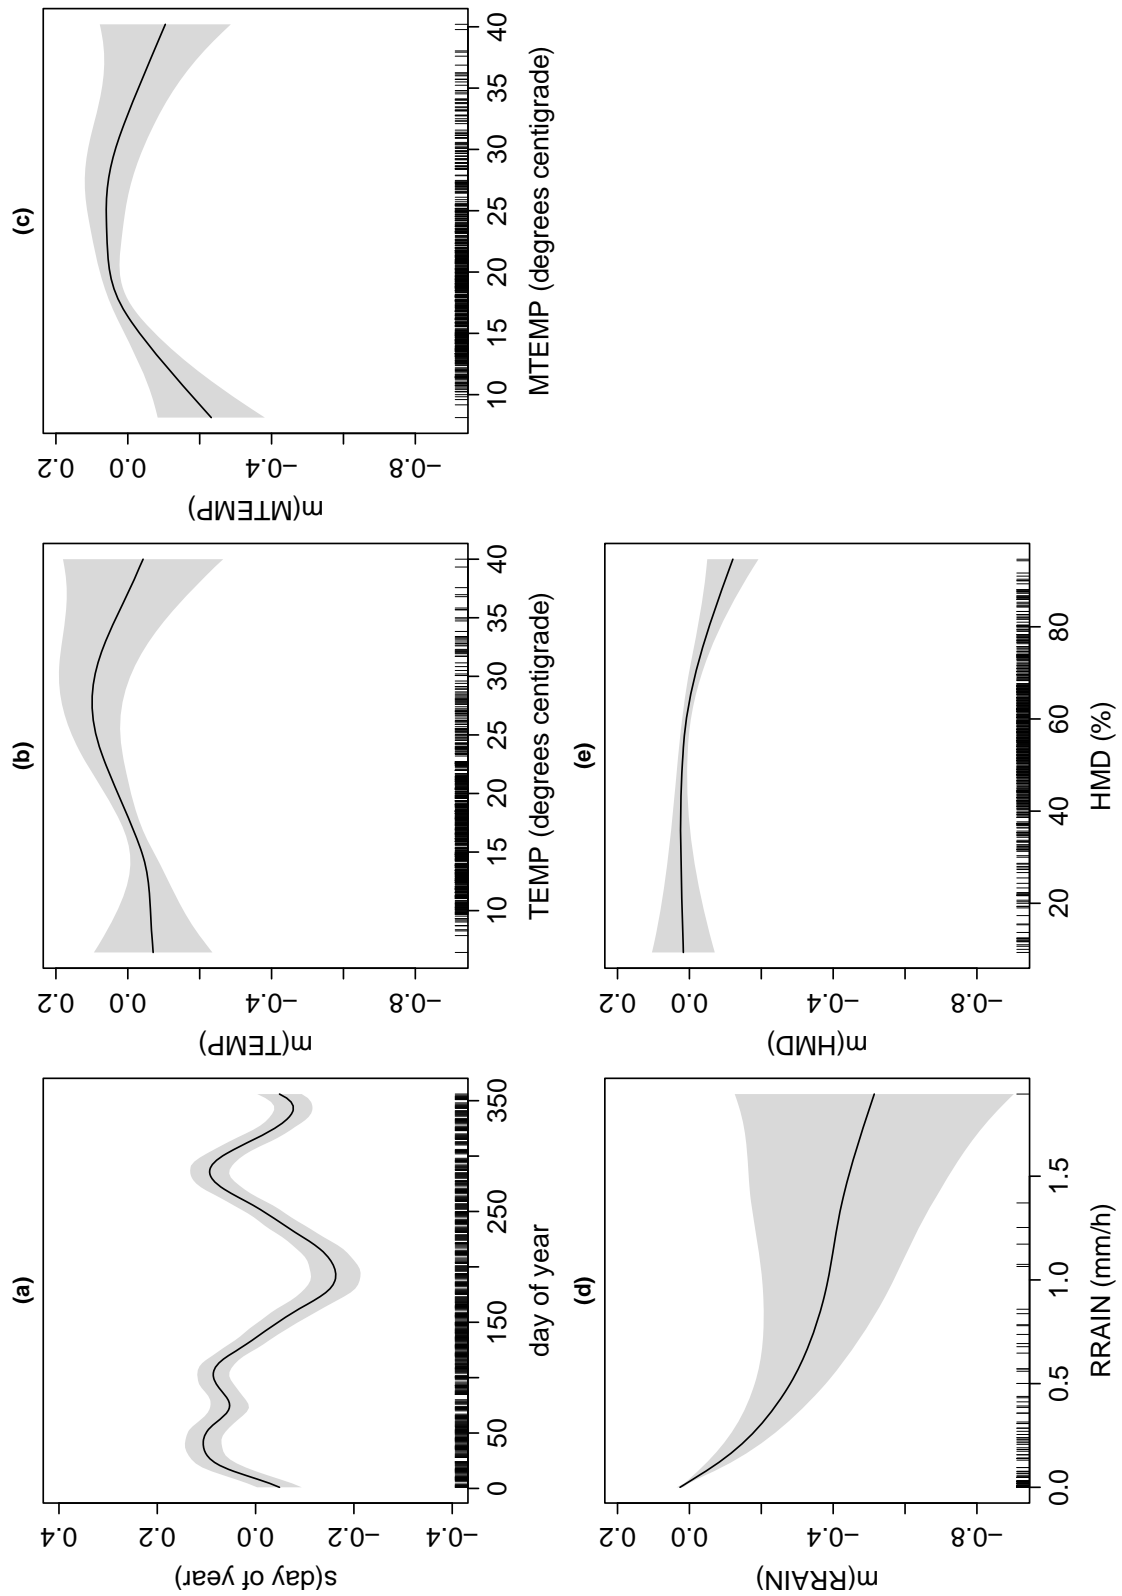 (a)
s(day of year)
0.4
0.2
0.0
−0.2
−0.4
0 50 150 250 350
day of year
(b)
m(TEMP)
0.2
0.0
−0.4
−0.8
10 15 20 25 30 35 40
TEMP (degrees centigrade)
(c)
m(MTEMP)
0.2
0.0
−0.4
−0.8
10 15 20 25 30 35 40
MTEMP (degrees centigrade)
(d)
m(RRAIN)
0.2
0.0
−0.4
−0.8
0.0 0.5 1.0 1.5
RRAIN (mm/h)
(e)
m(HMD)
0.2
0.0
−0.4
−0.8
20 40 60 80
HMD (%)